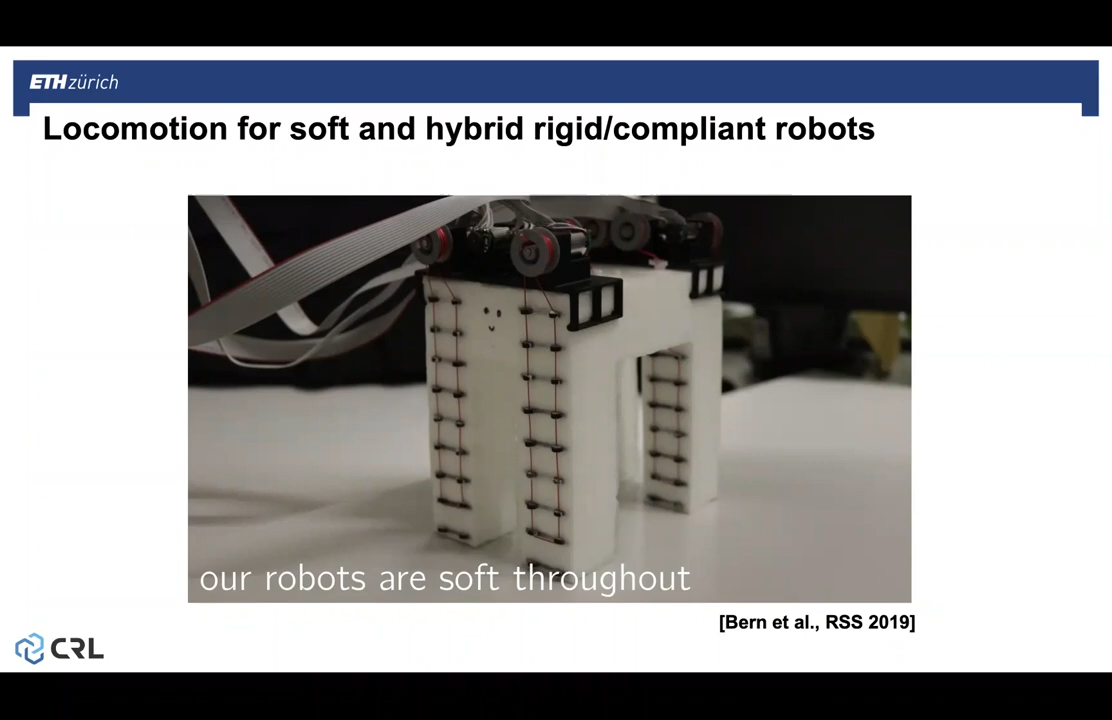 ETH zürich
Locomotion for soft and hybrid rigid/compliant robots
our robots are soft throughout
[Bern et al., RSS 2019]
CRL